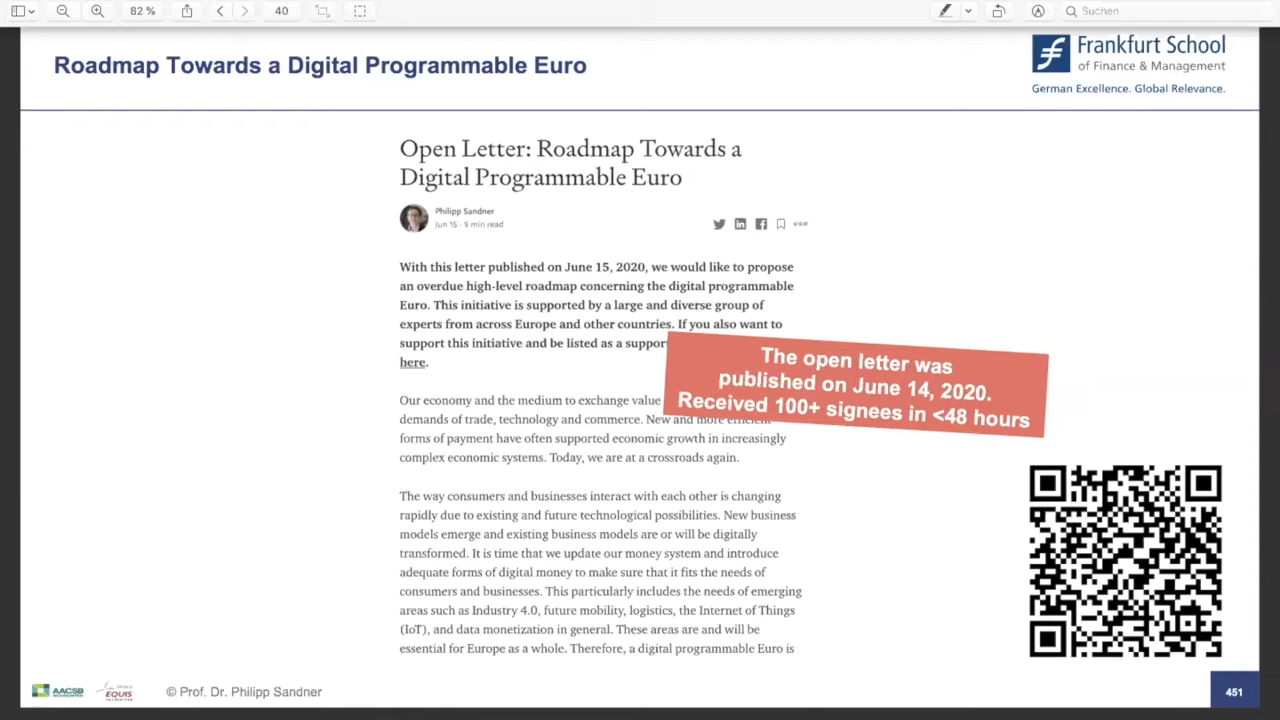 82 %
40
Suchen
Roadmap Towards a Digital Programmable Euro
Frankfurt School
of Finance & Management
German Excellence. Global Relevance.
Open Letter: Roadmap Towards a
Digital Programmable Euro
Philipp Sandner
Jun 15 · 9 min read
With this letter published on June 15, 2020, we would like to propose
an overdue high-level roadmap concerning the digital programmable
Euro. This initiative is supported by a large and diverse group of
experts from across Europe and other countries. If you also want to
support this initiative and be listed as a
here.
The open letter was
published on June 14, 2020.
Received 100+ signees in <48 hours
Our economy and the medium to exchange value
demands of trade, technology and commerce. New and more efficient
forms of payment have often supported economic growth in increasingly
complex economic systems. Today, we are at a crossroads again.
The way consumers and businesses interact with each other is changing
rapidly due to existing and future technological possibilities. New business
models emerge and existing business models are or will be digitally
transformed. It is time that we update our money system and introduce
adequate forms of digital money to make sure that it fits the needs of
consumers and businesses. This particularly includes the needs of emerging
areas such as Industry 4.0, future mobility, logistics, the Internet of Things
(IoT), and data monetization in general. These areas are and will be
essential for Europe as a whole. Therefore, a digital programmable Euro is
AACSB
EQUIS
© Prof. Dr. Philipp Sandner
451